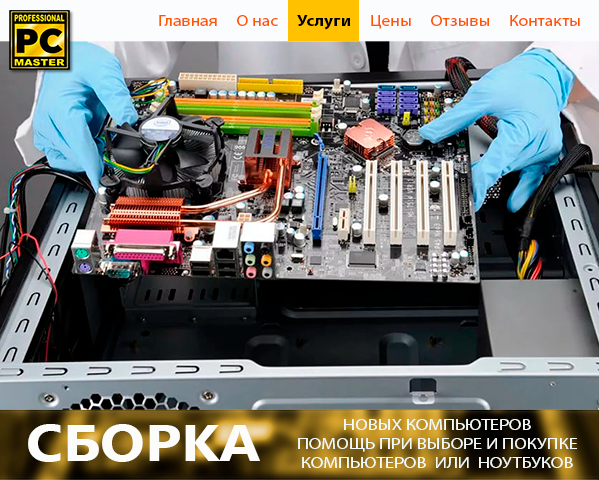 PROFESSIONAL
PC
MASTER
Главная О нас Услуги Цены Отзывы Контакты
СБОРКА
НОВЫХ КОМПЬЮТЕРОВ
ПОМОЩЬ ПРИ ВЫБОРЕ И ПОКУПКЕ
КОМПЬЮТЕРОВ ИЛИ НОУТБУКОВ